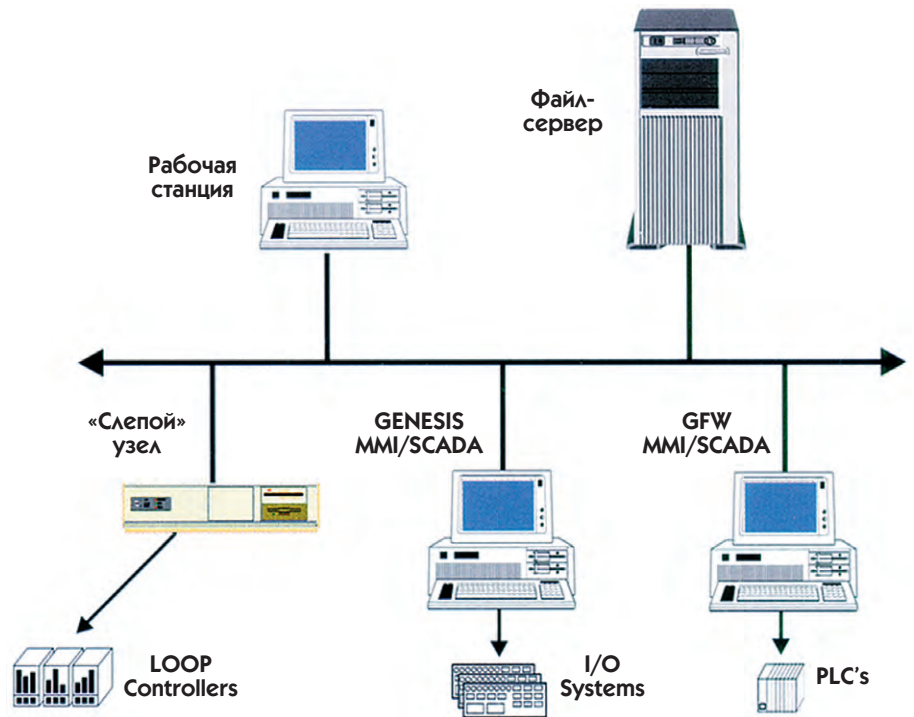 Файл-
сервер
Рабочая
станция
«Слепой»
узел
GENESIS
MMI/SCADA
GFW
MMI/SCADA
LOOP
Controllers
I/O
Systems
PLC's